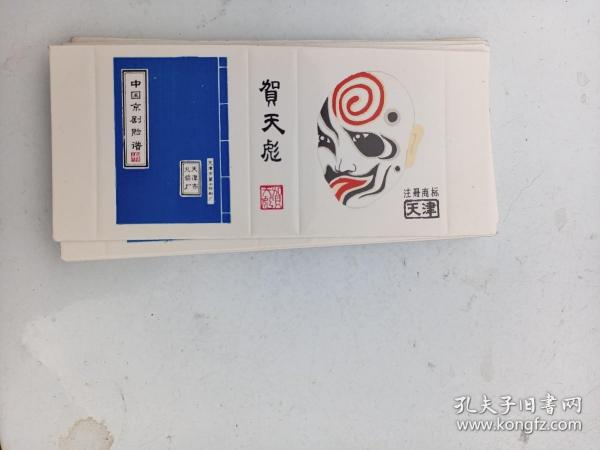 中国京剧脸谱
天津市
火柴厂
賀天彪
注册商标
天津
孔夫子旧书网
www.kongfz.com